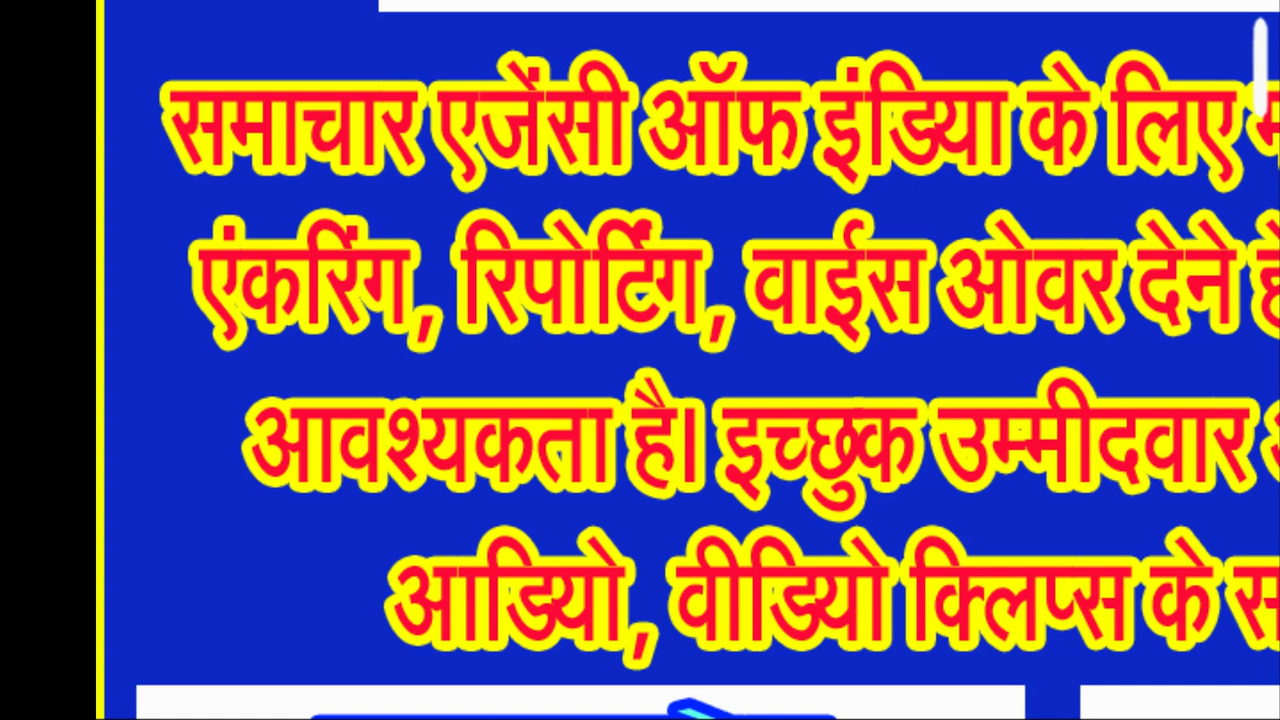 समाचार एजेंसी ऑफ इंडिया के लिए
एंकरिंग, रिपोर्टिंग, वाईस ओवर देने
आवश्यकता है। इच्छुक उम्मीदवार
आडियो, वीडियो क्लिप्स के